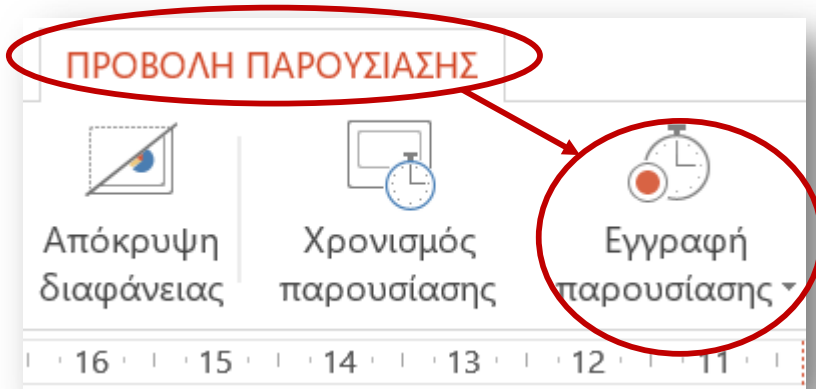 ΠΡΟΒΟΛΗ ΠΑΡΟΥΣΙΑΣΗΣ
Απόκρυψη διαφάνειας
Χρονισμός παρουσίασης
Εγγραφή παρουσίασης
16 15 14 13 12 11